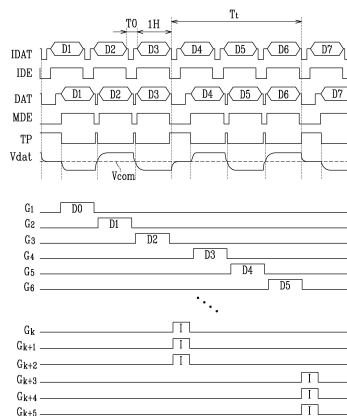 T0 1H Tt
IDAT D1 D2 D3 D4 D5 D6 D7
IDE
DAT D1 D2 D3 D4 D5 D6 D7
MDE
TP
Vdat
Vcom
G1 D0
G2 D1
G3 D2
G4 D3
G5 D4
G6 D5
Gk I
Gk+1 I
Gk+2 I
Gk+3 I
Gk+4 I
Gk+5 I